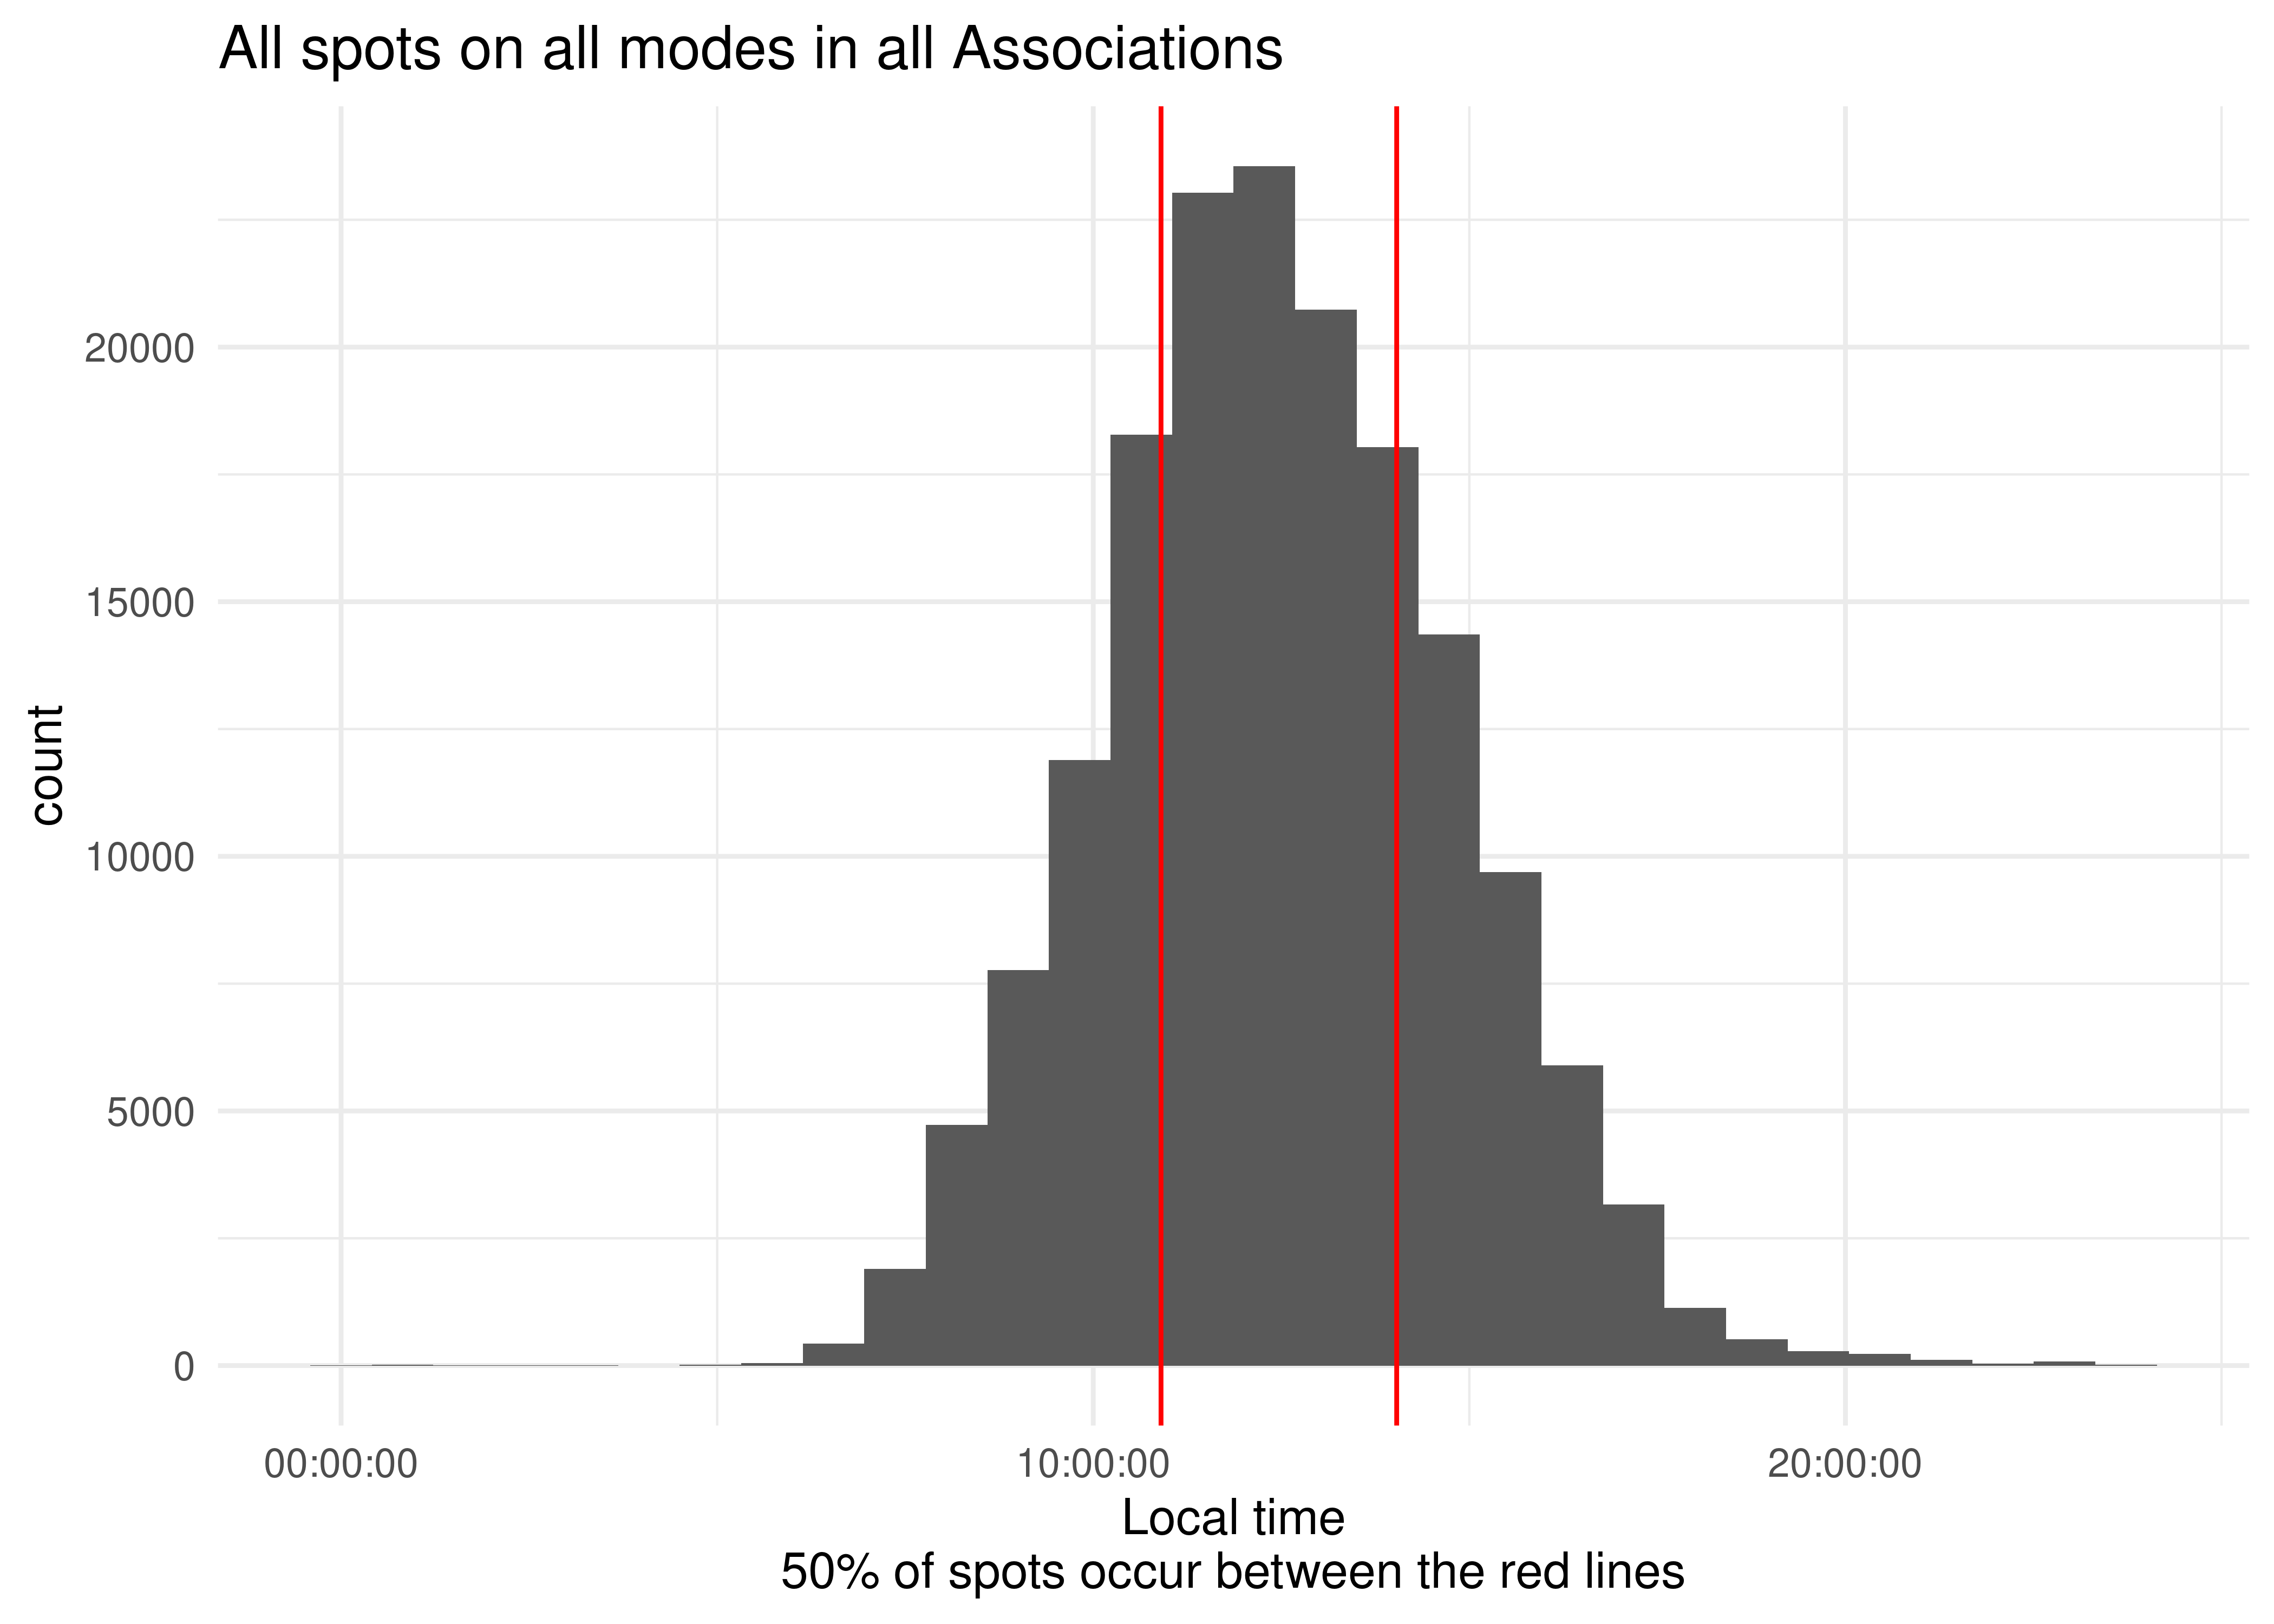 All spots on all modes in all Associations
count
20000
15000
10000
5000
0
00:00:00
10:00:00
20:00:00
Local time
50% of spots occur between the red lines